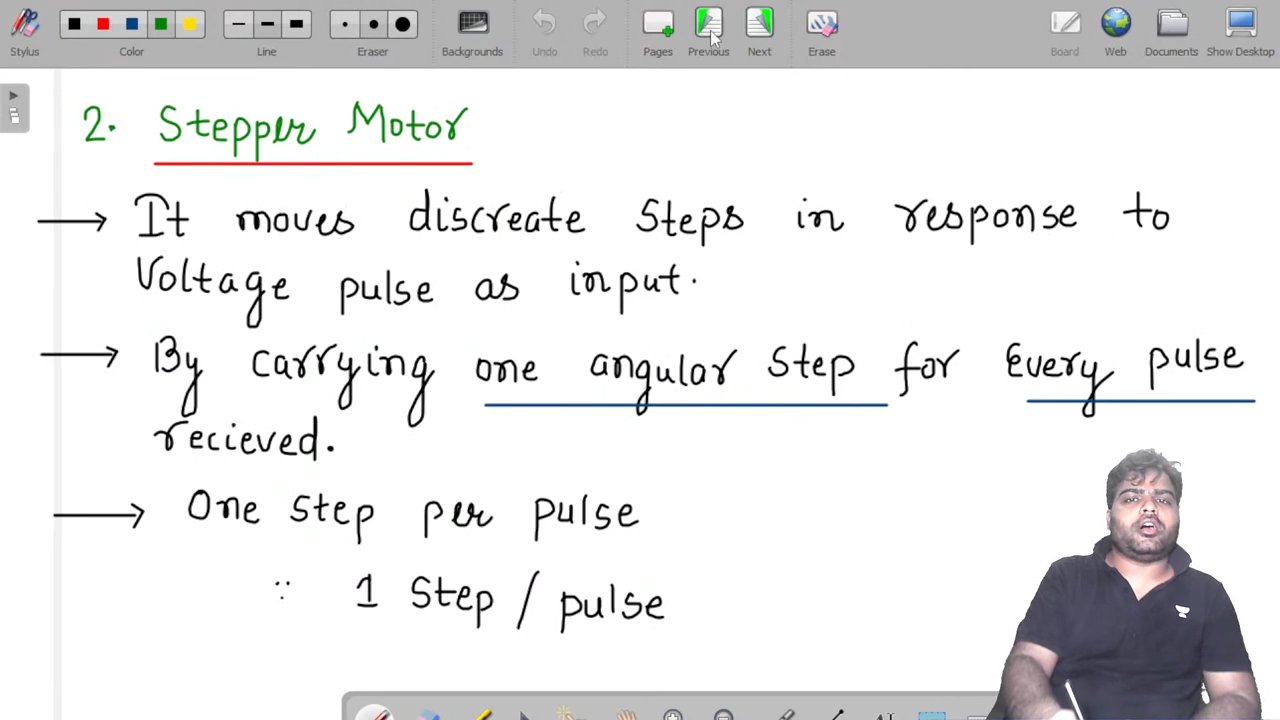 Stylus Color Line Eraser Backgrounds Undo Redo Pages Previous Next Erase Board Web Documents Show Desktop
2. Stepper Motor
It moves discreate Steps in response to
Voltage pulse as input.
By carrying one angular Step for Every pulse
recieved.
One step per pulse
∵ 1 Step / pulse